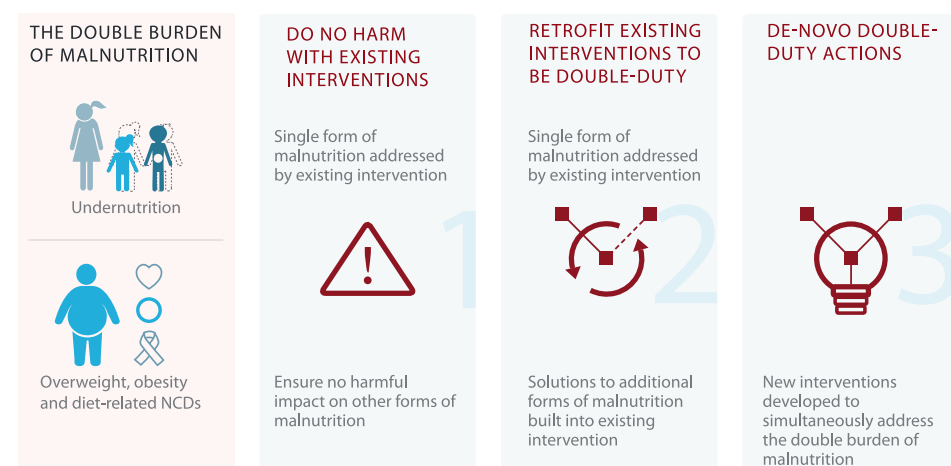 THE DOUBLE BURDEN
OF MALNUTRITION
Undernutrition
Overweight, obesity
and diet-related NCDs
DO NO HARM
WITH EXISTING
INTERVENTIONS
Single form of
malnutrition addressed
by existing intervention
1
Ensure no harmful
impact on other forms of
malnutrition
RETROFIT EXISTING
INTERVENTIONS TO
BE DOUBLE-DUTY
Single form of
malnutrition addressed
by existing intervention
2
Solutions to additional
forms of malnutrition
built into existing
intervention
DE-NOVO DOUBLE-
DUTY ACTIONS
3
New interventions
developed to
simultaneously address
the double burden of
malnutrition